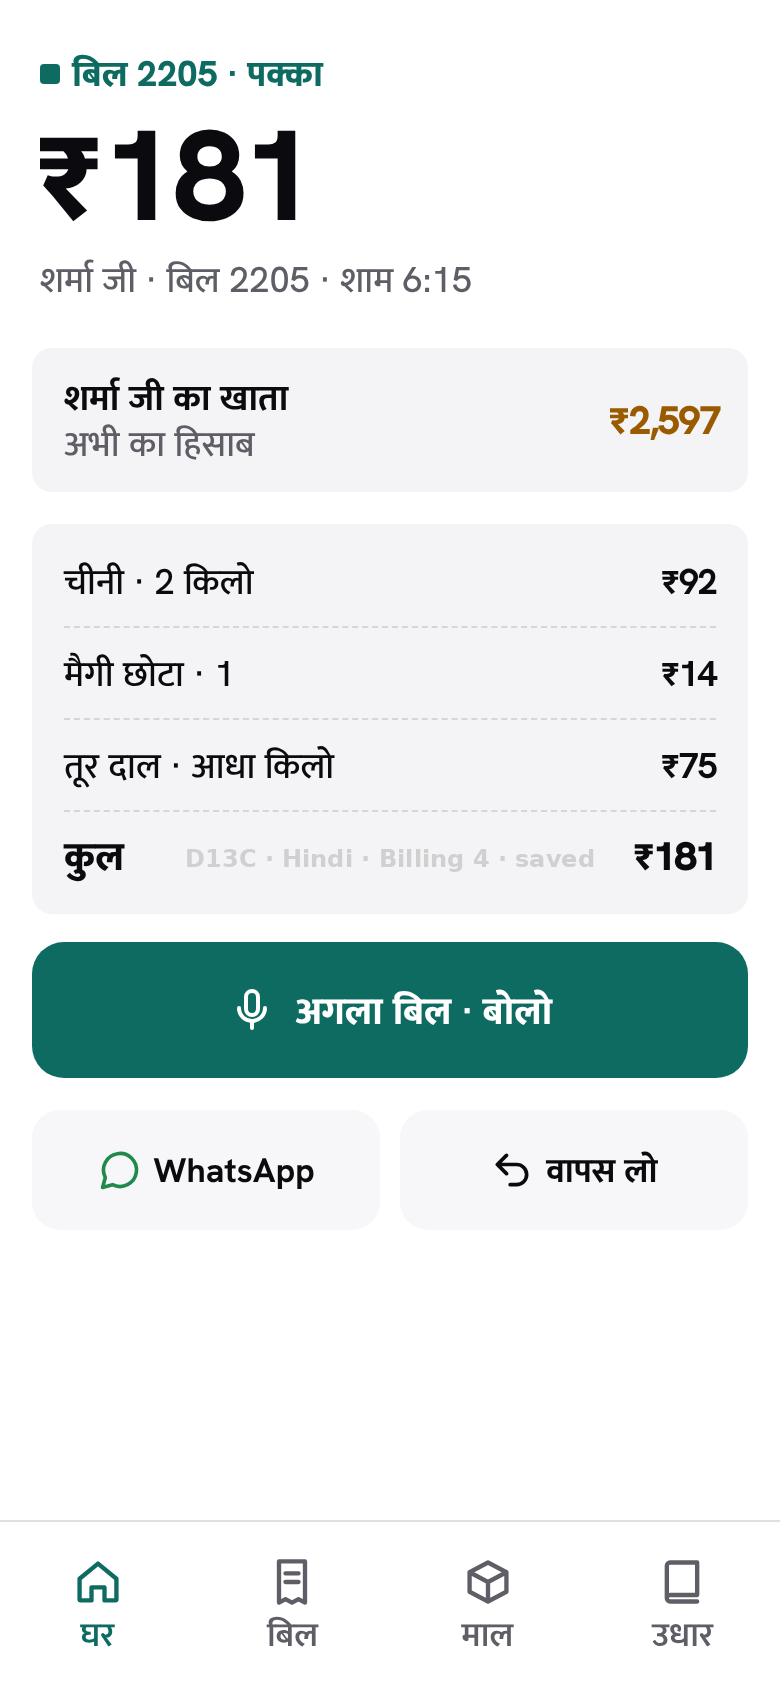 बिल 2205 · पक्का
₹181
शर्मा जी · बिल 2205 · शाम 6:15
शर्मा जी का खाता
अभी का हिसाब
₹2,597
चीनी · 2 किलो ₹92
मैगी छोटा · 1 ₹14
तूर दाल · आधा किलो ₹75
कुल D13C · Hindi · Billing 4 · saved ₹181
अगला बिल · बोलो
WhatsApp वापस लो
घर बिल माल उधार